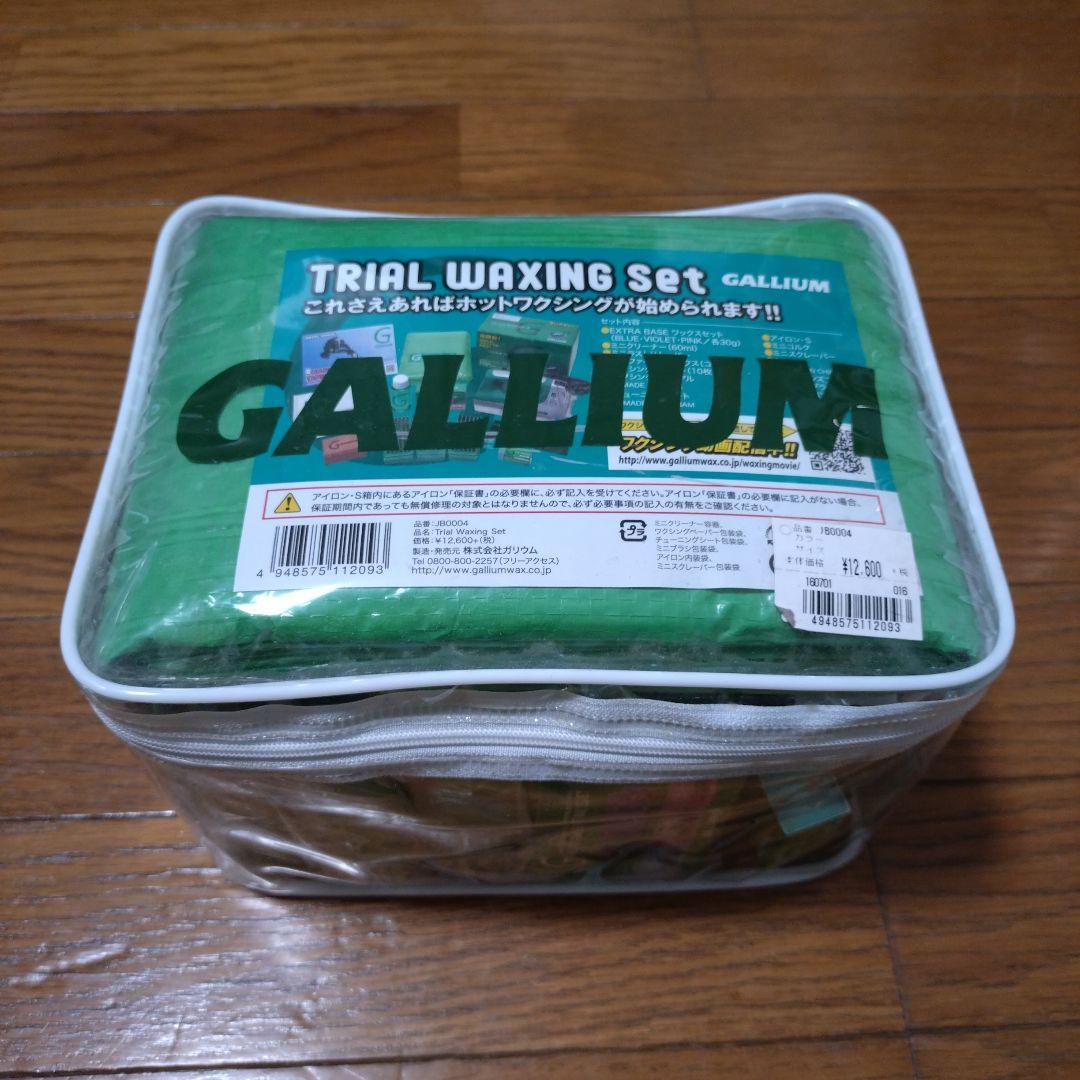 TRIAL WAXING Set GALLIUM
これさえあればホットワクシングが始められます!!
セット内容
●EXTRA BASE ワックスセット
(BLUE・VIOLET・PINK/各30g)
●ミニクリーナー(60ml)
●アイロン・S
●ミニコルク
●ミニスクレーパー
GALLIUM
動画配信中!!
http://www.galliumwax.co.jp/waxingmovie/
アイロン・S箱内にあるアイロン「保証書」の必要欄に、必ず記入を受けてください。アイロン「保証書」の必要欄に記入がない場合、
保証期間内であっても無償修理の対象とはなりませんので、必ず必要事項の記入の有無をご確認ください。
品番:JB0004
品名:Trial Waxing Set
価格:¥12,600+(税)
製造・発売元 株式会社ガリウム
Tel 0800-800-2257(フリーアクセス)
http://www.galliumwax.co.jp
4 948575 112093
プラ
ミニクリーナー容器、
ワクシングペーパー包装袋、
チューニングシート包装袋、
ミニブラシ包装袋、
アイロン内装袋、
ミニスクレーパー包装袋
品番 JB0004
カラー
サイズ
本体価格 ¥12,600 +税
160701 016
4948575112093